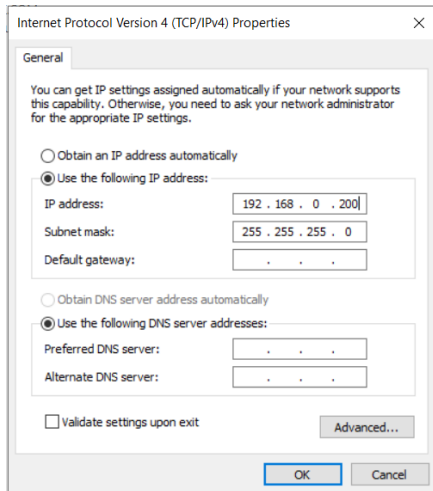 Internet Protocol Version 4 (TCP/IPv4) Properties
General
You can get IP settings assigned automatically if your network supports
this capability. Otherwise, you need to ask your network administrator
for the appropriate IP settings.
Obtain an IP address automatically
Use the following IP address:
IP address: 192 . 168 . 0 . 200
Subnet mask: 255 . 255 . 255 . 0
Default gateway: . . .
Obtain DNS server address automatically
Use the following DNS server addresses:
Preferred DNS server: . . .
Alternate DNS server: . . .
Validate settings upon exit
Advanced...
OK Cancel